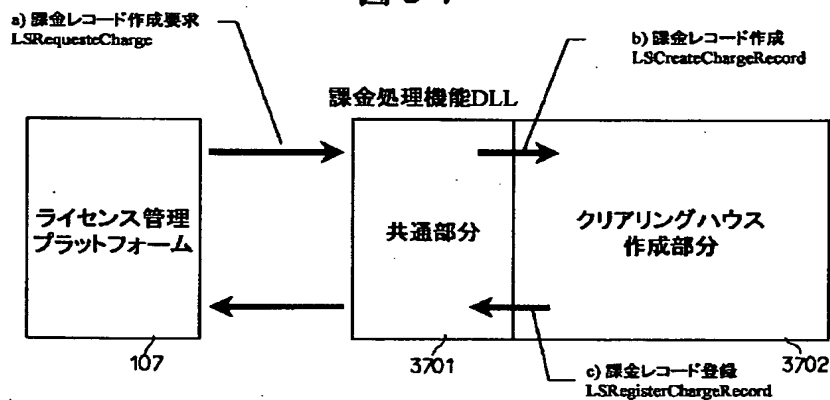 a) 課金レコード作成要求
LSRequesteCharge
b) 課金レコード作成
LSCreateChargeRecord
課金処理機能DLL
ライセンス管理
プラットフォーム
共通部分
クリアリングハウス
作成部分
107
3701
3702
c) 課金レコード登録
LSRegisterChargeRecord